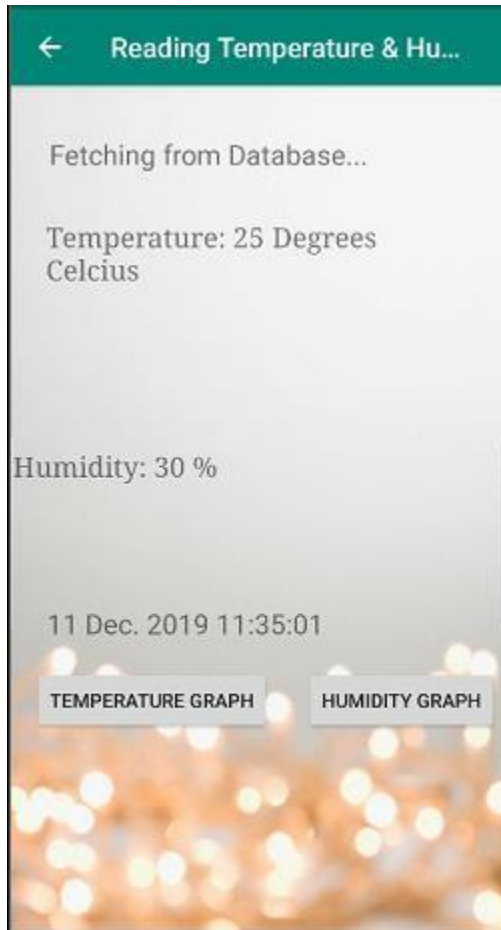 Reading Temperature & Hu...
Fetching from Database...
Temperature: 25 Degrees
Celcius
Humidity: 30 %
11 Dec. 2019 11:35:01
TEMPERATURE GRAPH
HUMIDITY GRAPH